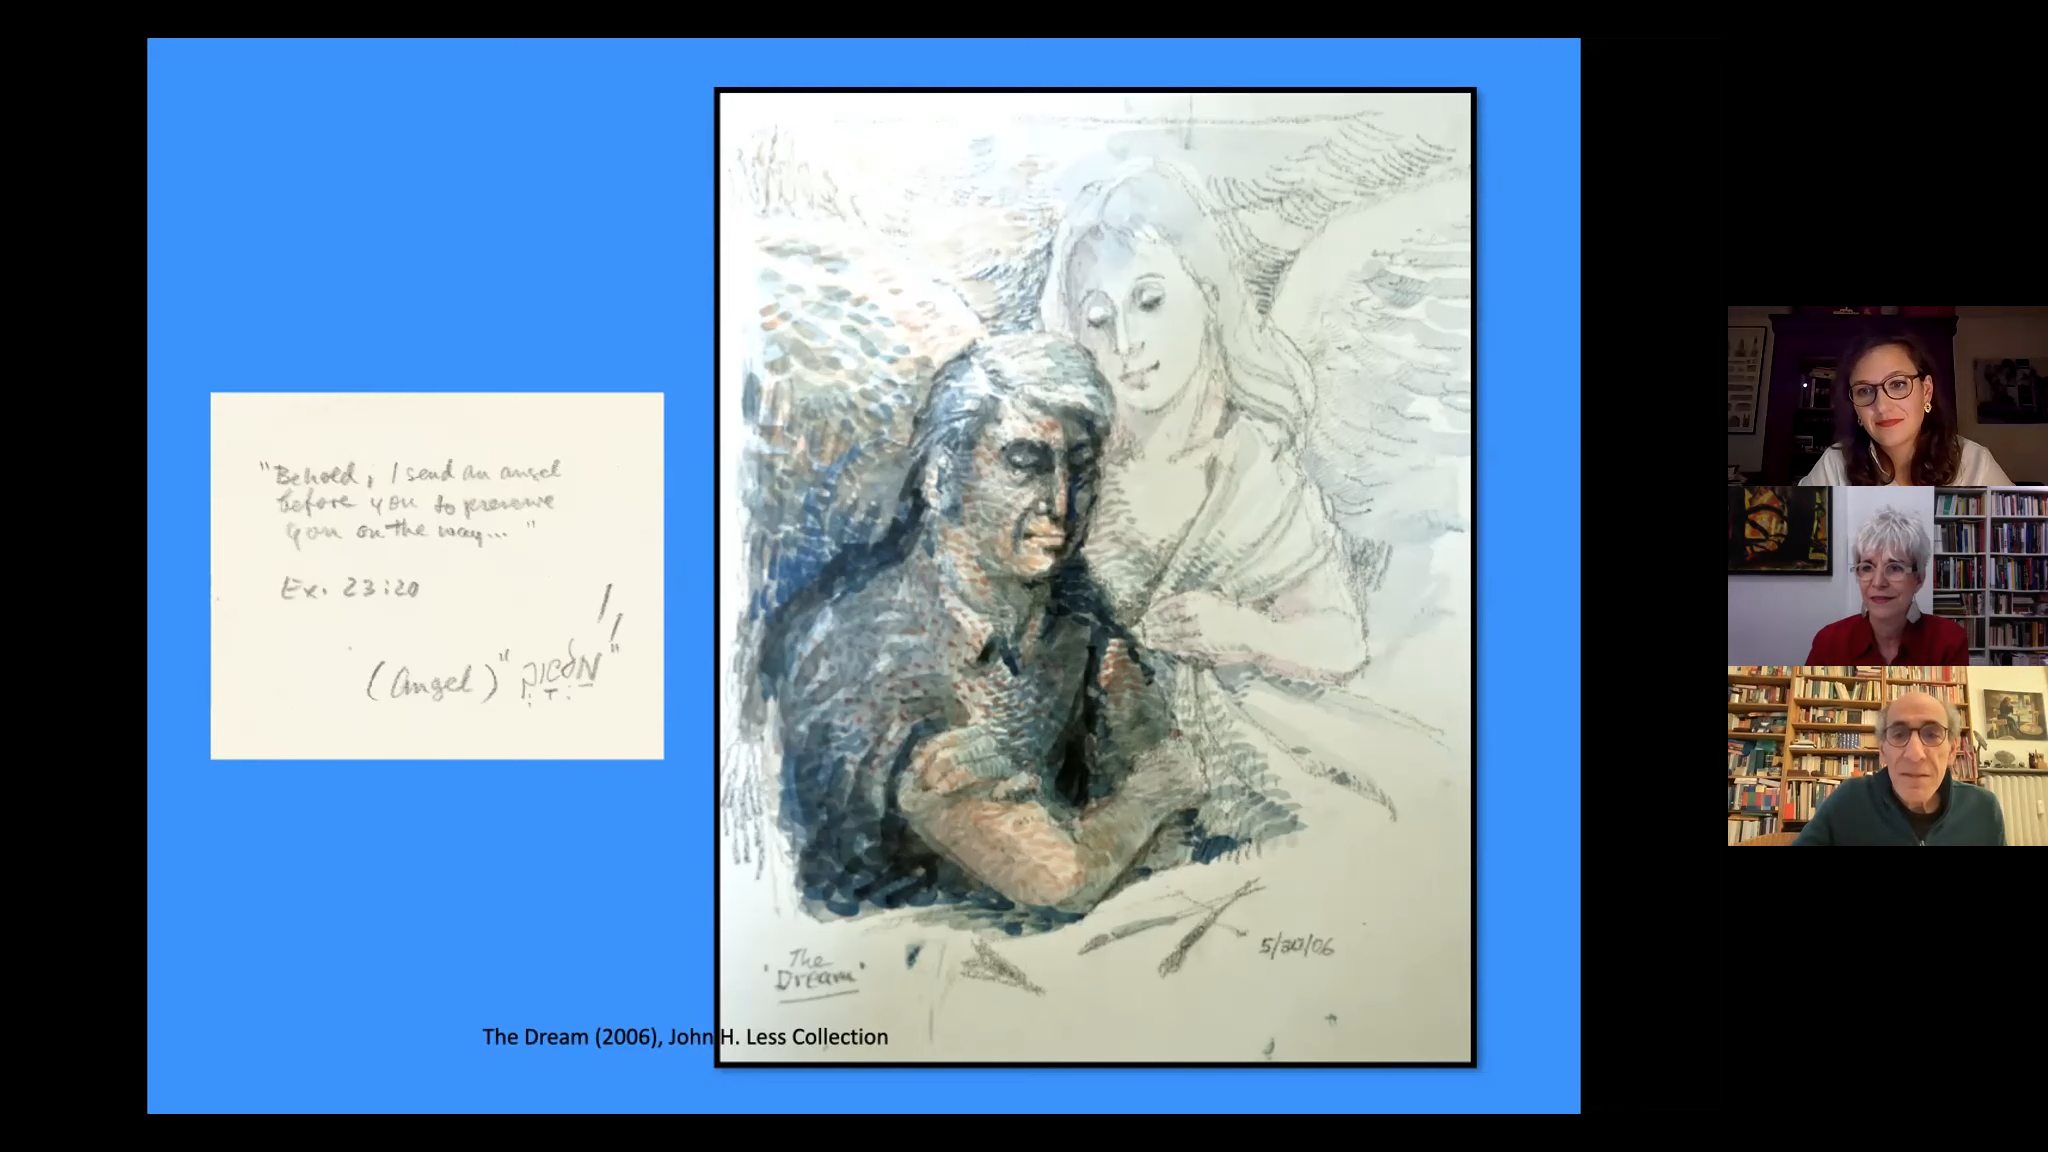 "Behold, I send an angel
before you to preserve
you on the way..."
Ex. 23:20
(Angel)
The
"Dream"
5/30/06
The Dream (2006), John H. Less Collection